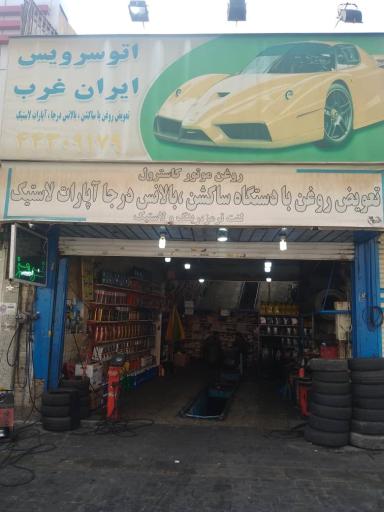 اتوسرویس
ایران غرب
تعویض روغن با ساکشن ، بالانس درجا ، آپارات لاستیک
۴۴۳۰۹۱۷۹
روغن موتور کاسترول
تعویض روغن با دستگاه ساکشن ،بالانس درجا آپارات لاستیک